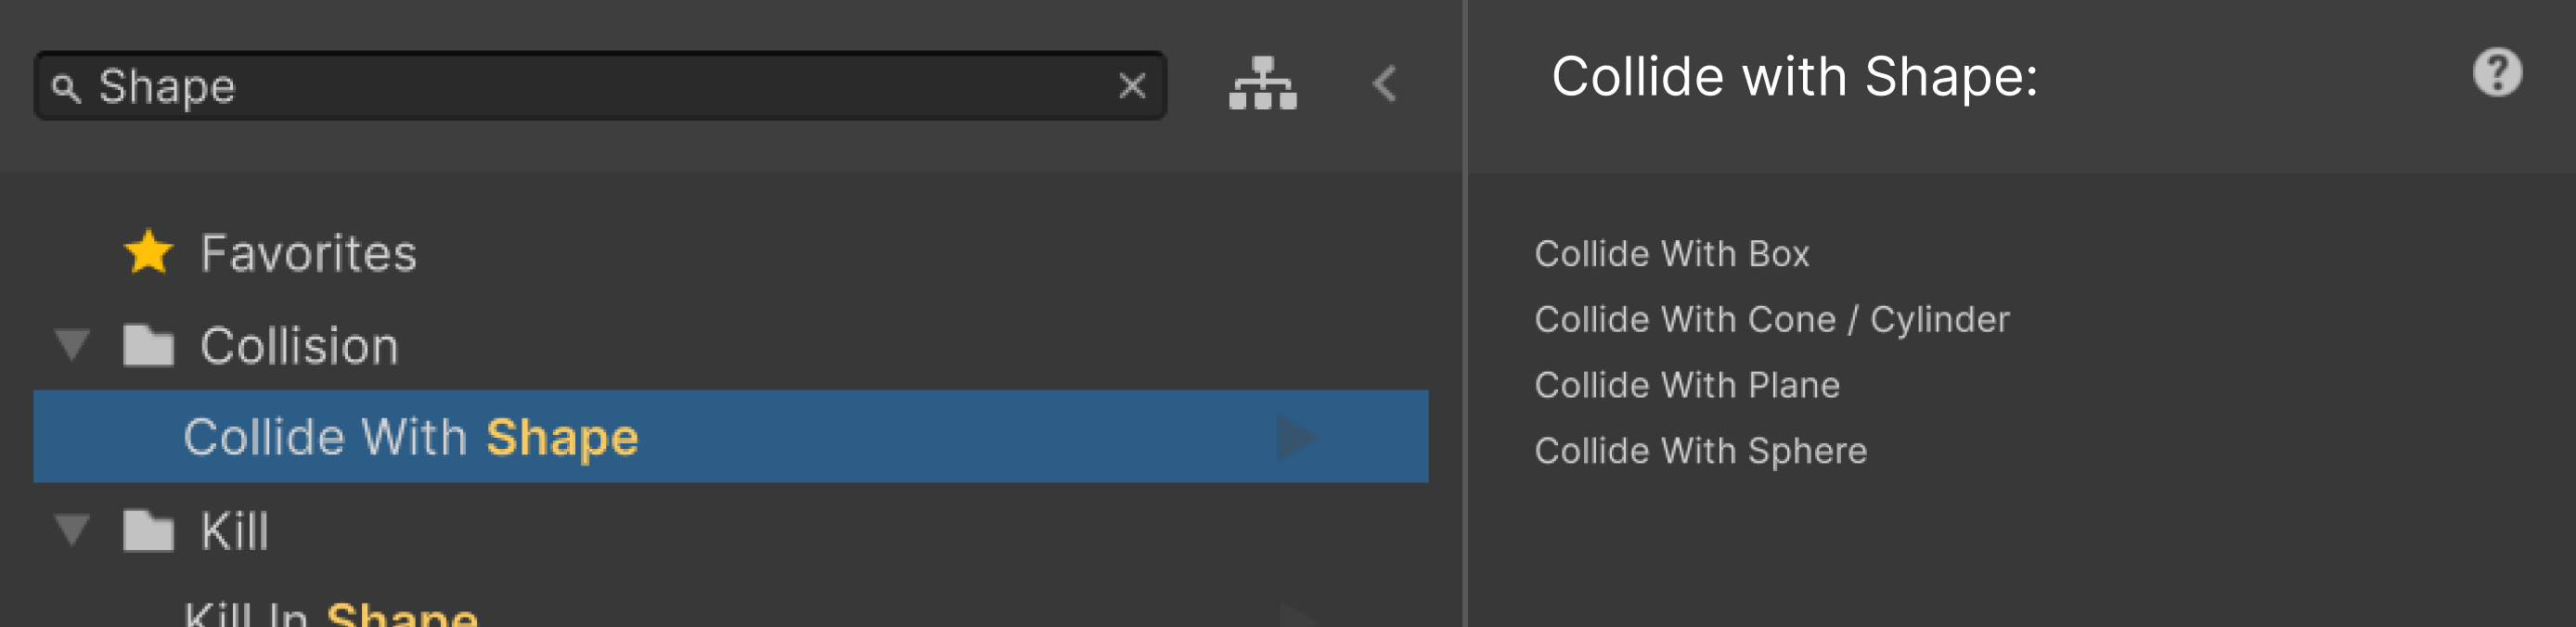 Shape
Favorites
Collision
Collide With Shape
Kill
Kill In Shape
Collide with Shape:
Collide With Box
Collide With Cone / Cylinder
Collide With Plane
Collide With Sphere